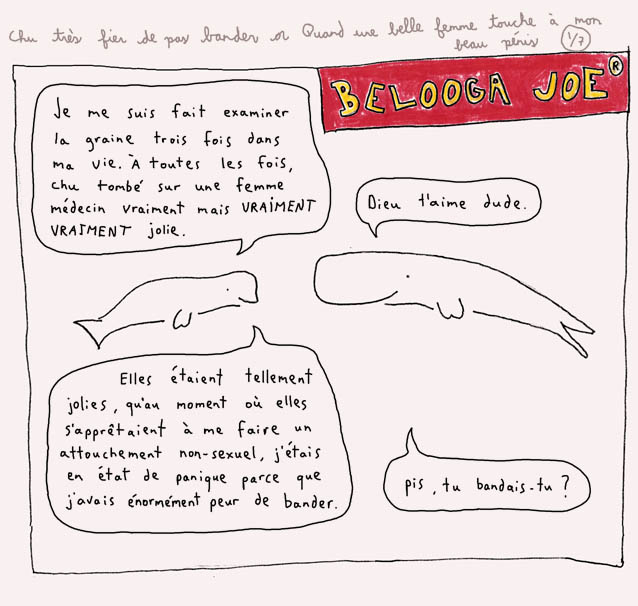 chu très fier de pas bander or Quand une belle femme touche à mon
beau pénis 1/7
BELOOGA JOE®
Je me suis fait examiner
la graine trois fois dans
ma vie. À toutes les fois,
chu tombé sur une femme
médecin vraiment mais VRAIMENT
VRAIMENT jolie.
Dieu t'aime dude.
Elles étaient tellement
jolies, qu'au moment où elles
s'apprêtaient à me faire un
attouchement non-sexuel, j'étais
en état de panique parce que
j'avais énormément peur de bander.
pis, tu bandais-tu ?